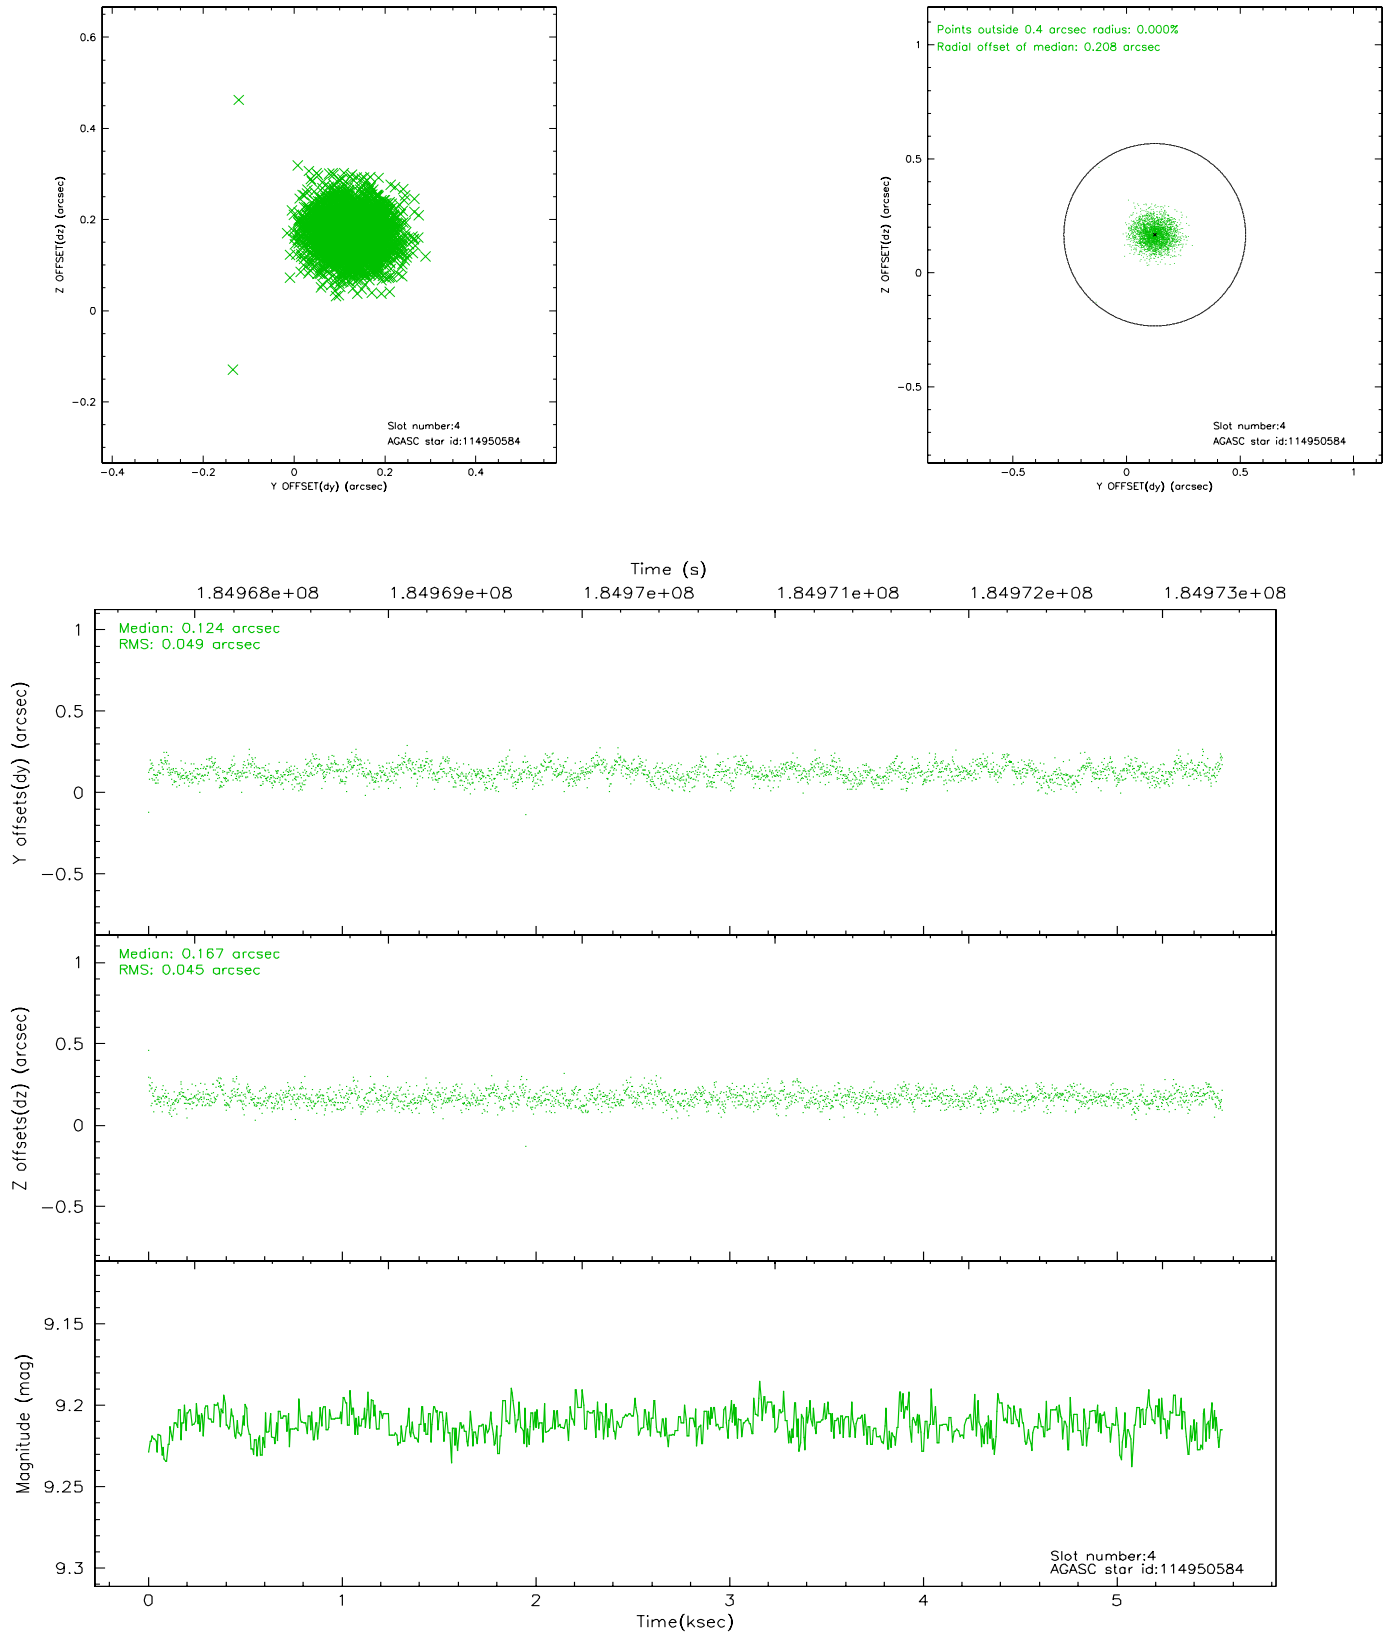 0.6
0.4
0.2
0
-0.2
Z OFFSET(dz) (arcsec)
Slot number:4
AGASC star id:114950584
-0.4 -0.2 0 0.2 0.4
Y OFFSET(dy) (arcsec)
Points outside 0.4 arcsec radius: 0.000%
Radial offset of median: 0.208 arcsec
1
0.5
0
-0.5
Z OFFSET(dz) (arcsec)
Slot number:4
AGASC star id:114950584
-0.5 0 0.5 1
Y OFFSET(dy) (arcsec)
Time (s)
1.84968e+08 1.84969e+08 1.8497e+08 1.84971e+08 1.84972e+08 1.84973e+08
Median: 0.124 arcsec
RMS: 0.049 arcsec
1
0.5
0
-0.5
Y offsets(dy) (arcsec)
Median: 0.167 arcsec
RMS: 0.045 arcsec
1
0.5
0
-0.5
Z offsets(dz) (arcsec)
9.15
9.2
9.25
9.3
Magnitude (mag)
Slot number:4
AGASC star id:114950584
0 1 2 3 4 5
Time(ksec)